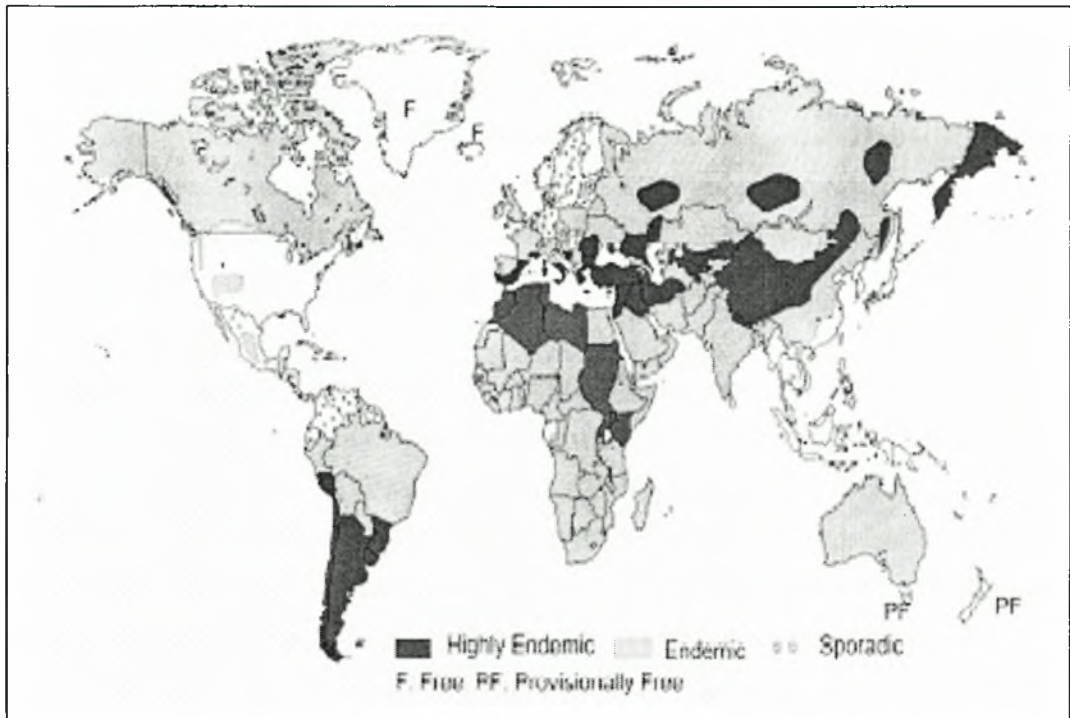 F
F
PF
PF
Highly Endemic Endemic Sporadic
F. Free PF. Provisionally Free